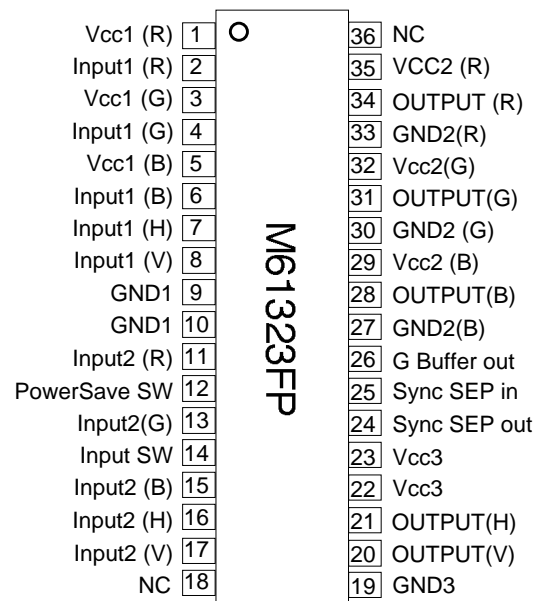 Vcc1 (R) 1 36 NC
Input1 (R) 2 35 VCC2 (R)
Vcc1 (G) 3 34 OUTPUT (R)
Input1 (G) 4 33 GND2(R)
Vcc1 (B) 5 32 Vcc2(G)
Input1 (B) 6 31 OUTPUT(G)
Input1 (H) 7 30 GND2 (G)
Input1 (V) 8 29 Vcc2 (B)
GND1 9 28 OUTPUT(B)
GND1 10 27 GND2(B)
Input2 (R) 11 26 G Buffer out
PowerSave SW 12 25 Sync SEP in
Input2(G) 13 24 Sync SEP out
Input SW 14 23 Vcc3
Input2 (B) 15 22 Vcc3
Input2 (H) 16 21 OUTPUT(H)
Input2 (V) 17 20 OUTPUT(V)
NC 18 19 GND3
M61323FP